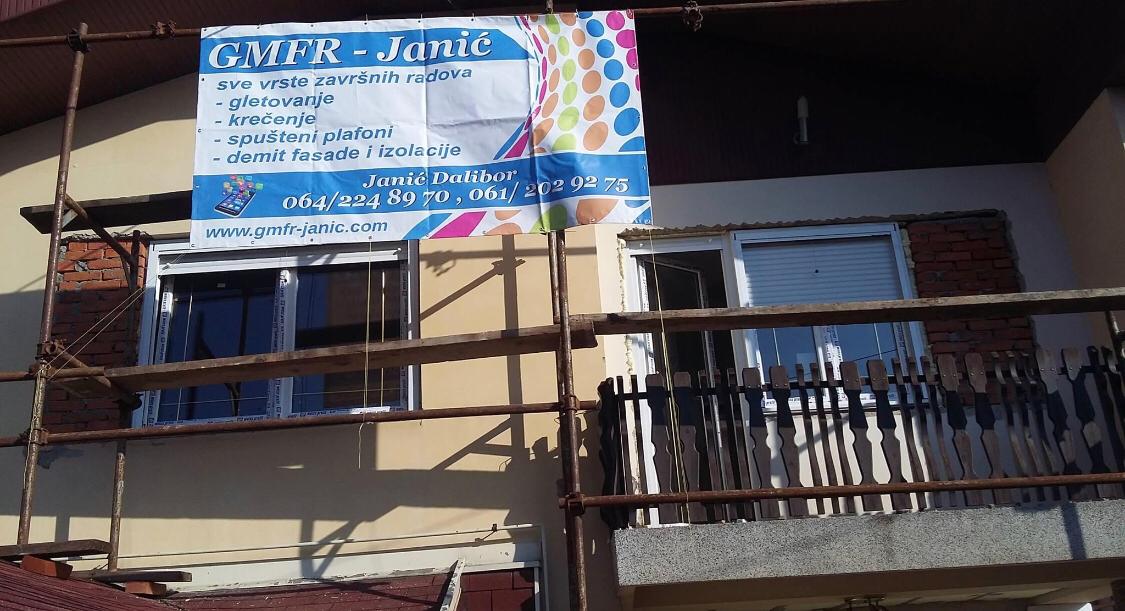 GMFR - Janić
sve vrste završnih radova
- gletovanje
- krečenje
- spušteni plafoni
- demit fasade i izolacije
Janić Dalibor
064/224 89 70 , 061/ 202 92 75
www.gmfr-janic.com